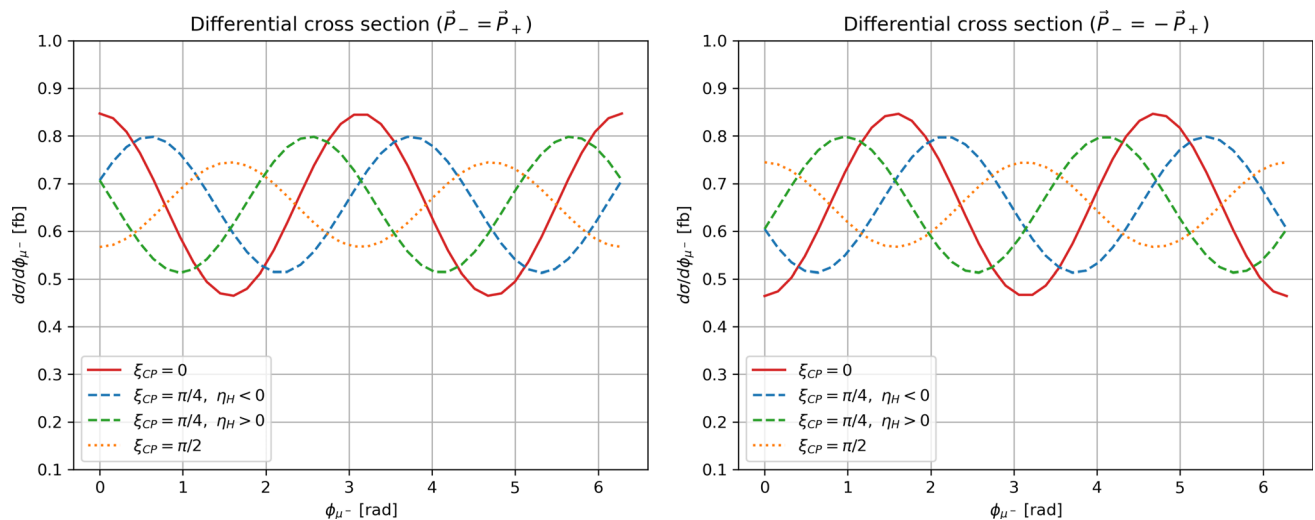 Differential cross section (P⃗₋ = P⃗₊)
1.0
0.9
0.8
0.7
0.6
0.5
0.4
0.3
0.2
0.1
dσ/dϕ_μ⁻ [fb]
ξ_CP = 0
ξ_CP = π/4, η_H < 0
ξ_CP = π/4, η_H > 0
ξ_CP = π/2
0 1 2 3 4 5 6
ϕ_μ⁻ [rad]
Differential cross section (P⃗₋ = −P⃗₊)
1.0
0.9
0.8
0.7
0.6
0.5
0.4
0.3
0.2
0.1
dσ/dϕ_μ⁻ [fb]
ξ_CP = 0
ξ_CP = π/4, η_H < 0
ξ_CP = π/4, η_H > 0
ξ_CP = π/2
0 1 2 3 4 5 6
ϕ_μ⁻ [rad]